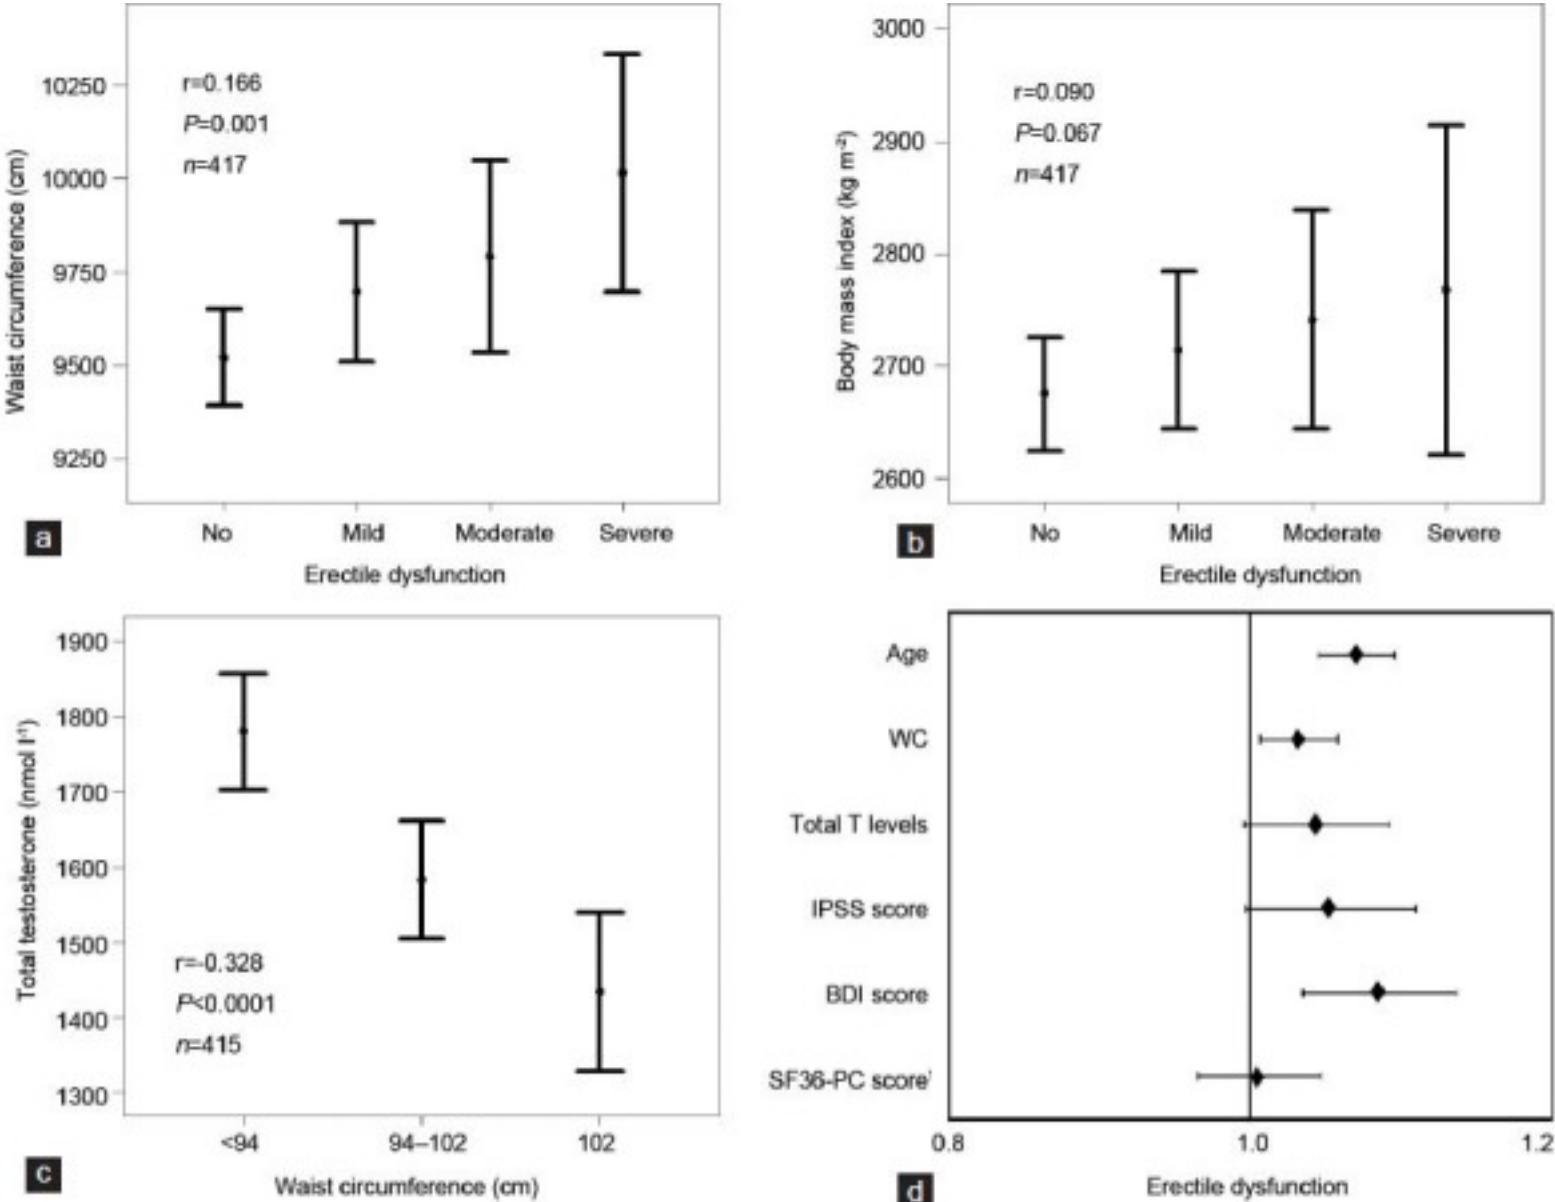 10250
10000
9750
9500
9250
Waist circumference (cm)
r=0.166
P=0.001
n=417
No Mild Moderate Severe
Erectile dysfunction
a
3000
2900
2800
2700
2600
Body mass index (kg m⁻²)
r=0.090
P=0.067
n=417
No Mild Moderate Severe
Erectile dysfunction
b
1900
1800
1700
1600
1500
1400
1300
Total testosterone (nmol l⁻¹)
r=-0.328
P<0.0001
n=415
<94 94–102 102
Waist circumference (cm)
c
Age
WC
Total T levels
IPSS score
BDI score
SF36-PC score
0.8 1.0 1.2
Erectile dysfunction
d